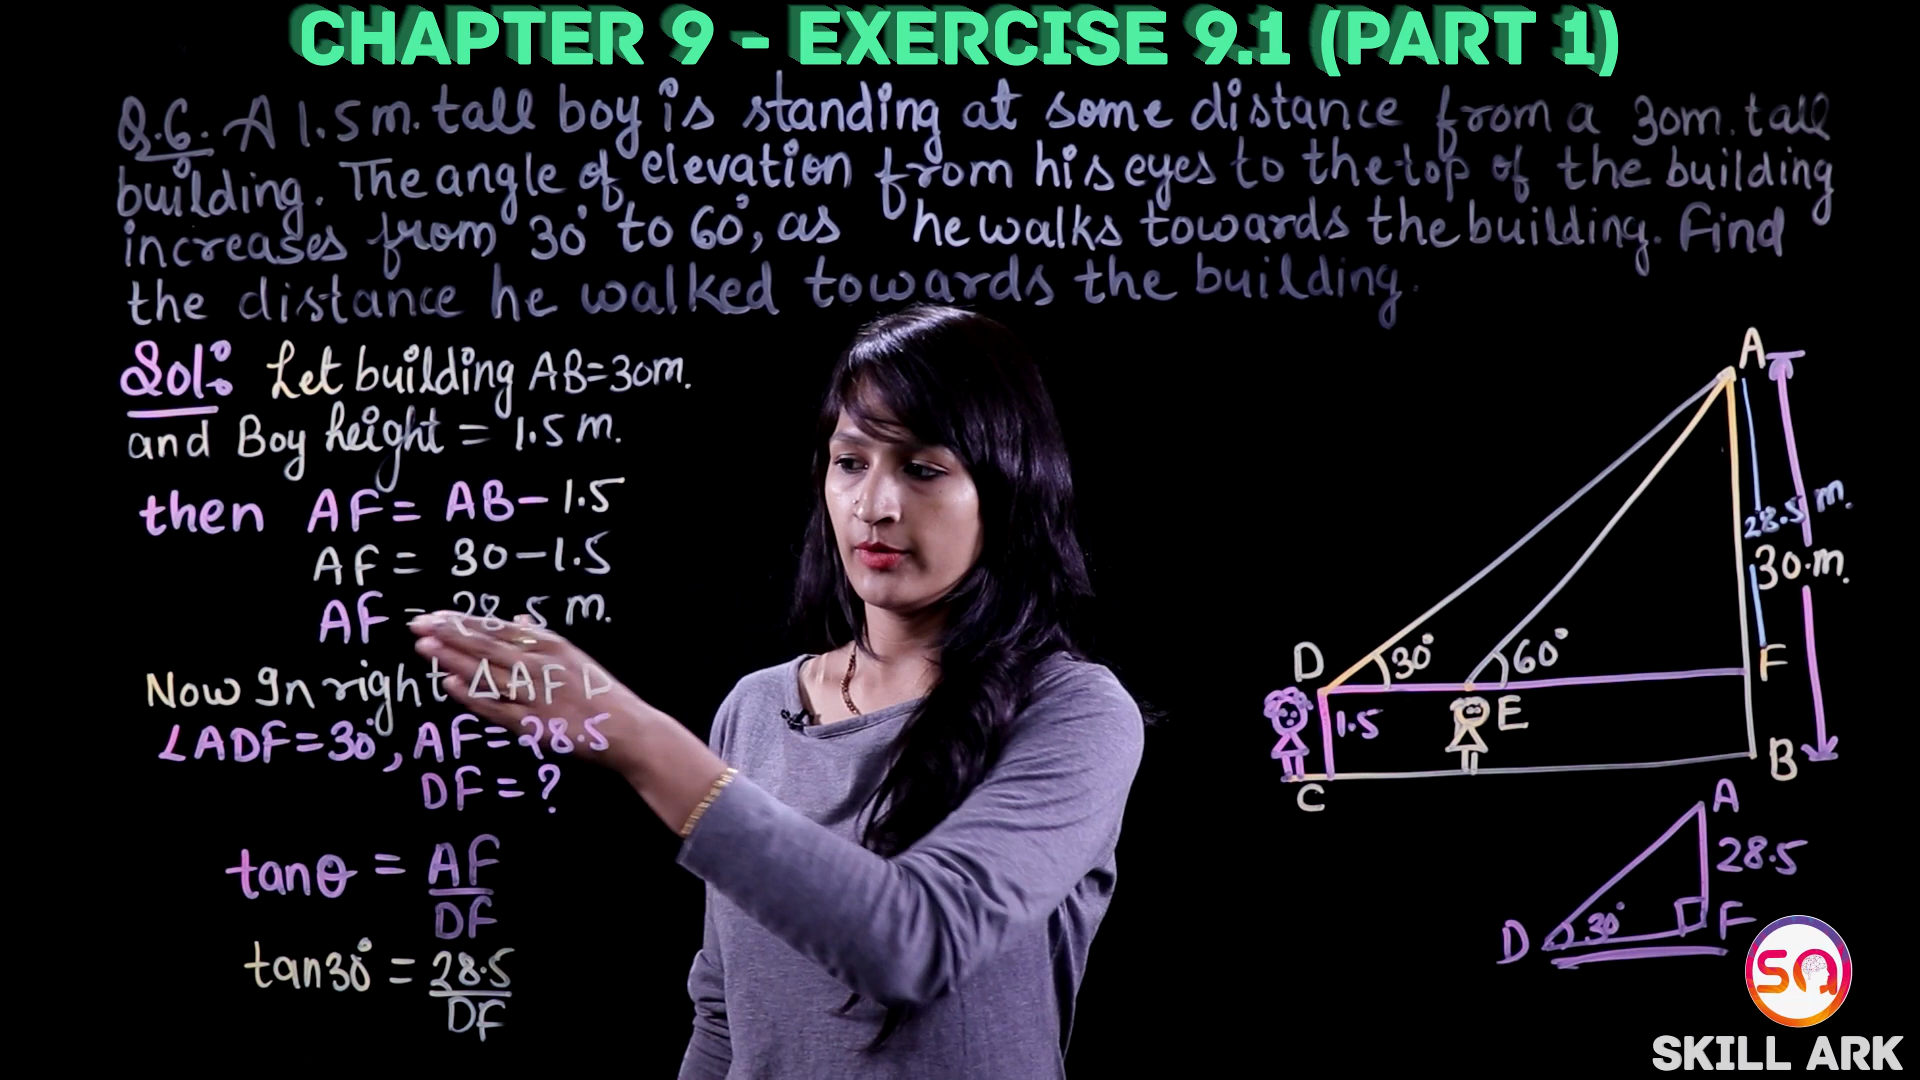 CHAPTER 9 - EXERCISE 9.1 (PART 1)
Q.6. A 1.5m. tall boy is standing at some distance from a 30m. tall
building. The angle of elevation from his eyes to the top of the building
increases from 30° to 60°, as he walks towards the building. Find
the distance he walked towards the building.
Sol: Let building AB=30m.
and Boy height = 1.5 m.
then AF = AB - 1.5
AF = 30 - 1.5
AF = 28.5 m.
Now In right △AFD
∠ADF=30°, AF=28.5
DF = ?
tanθ = AF/DF
tan30° = 28.5/DF
A
28.5 m.
30.m.
D 30° 60° F
1.5 E
C B
A
28.5
D 30° F
SA
SKILL ARK